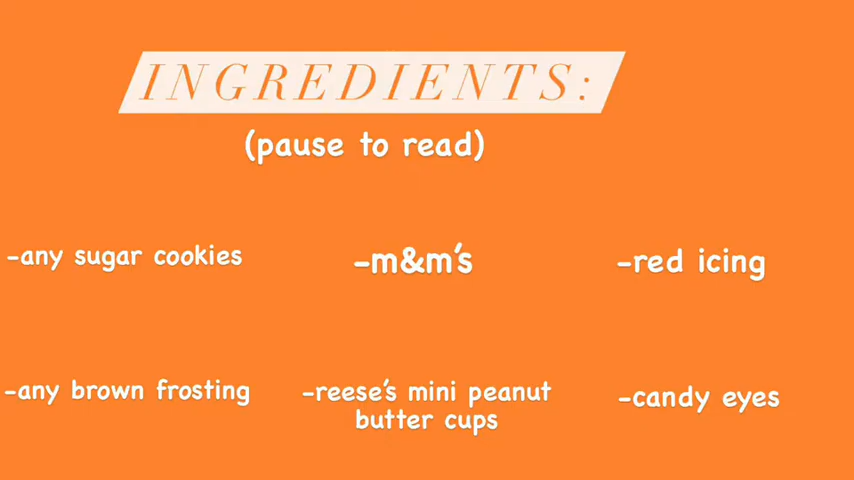 INGREDIENTS:
(pause to read)
-any sugar cookies
-m&m's
-red icing
-any brown frosting
-reese's mini peanut
butter cups
-candy eyes